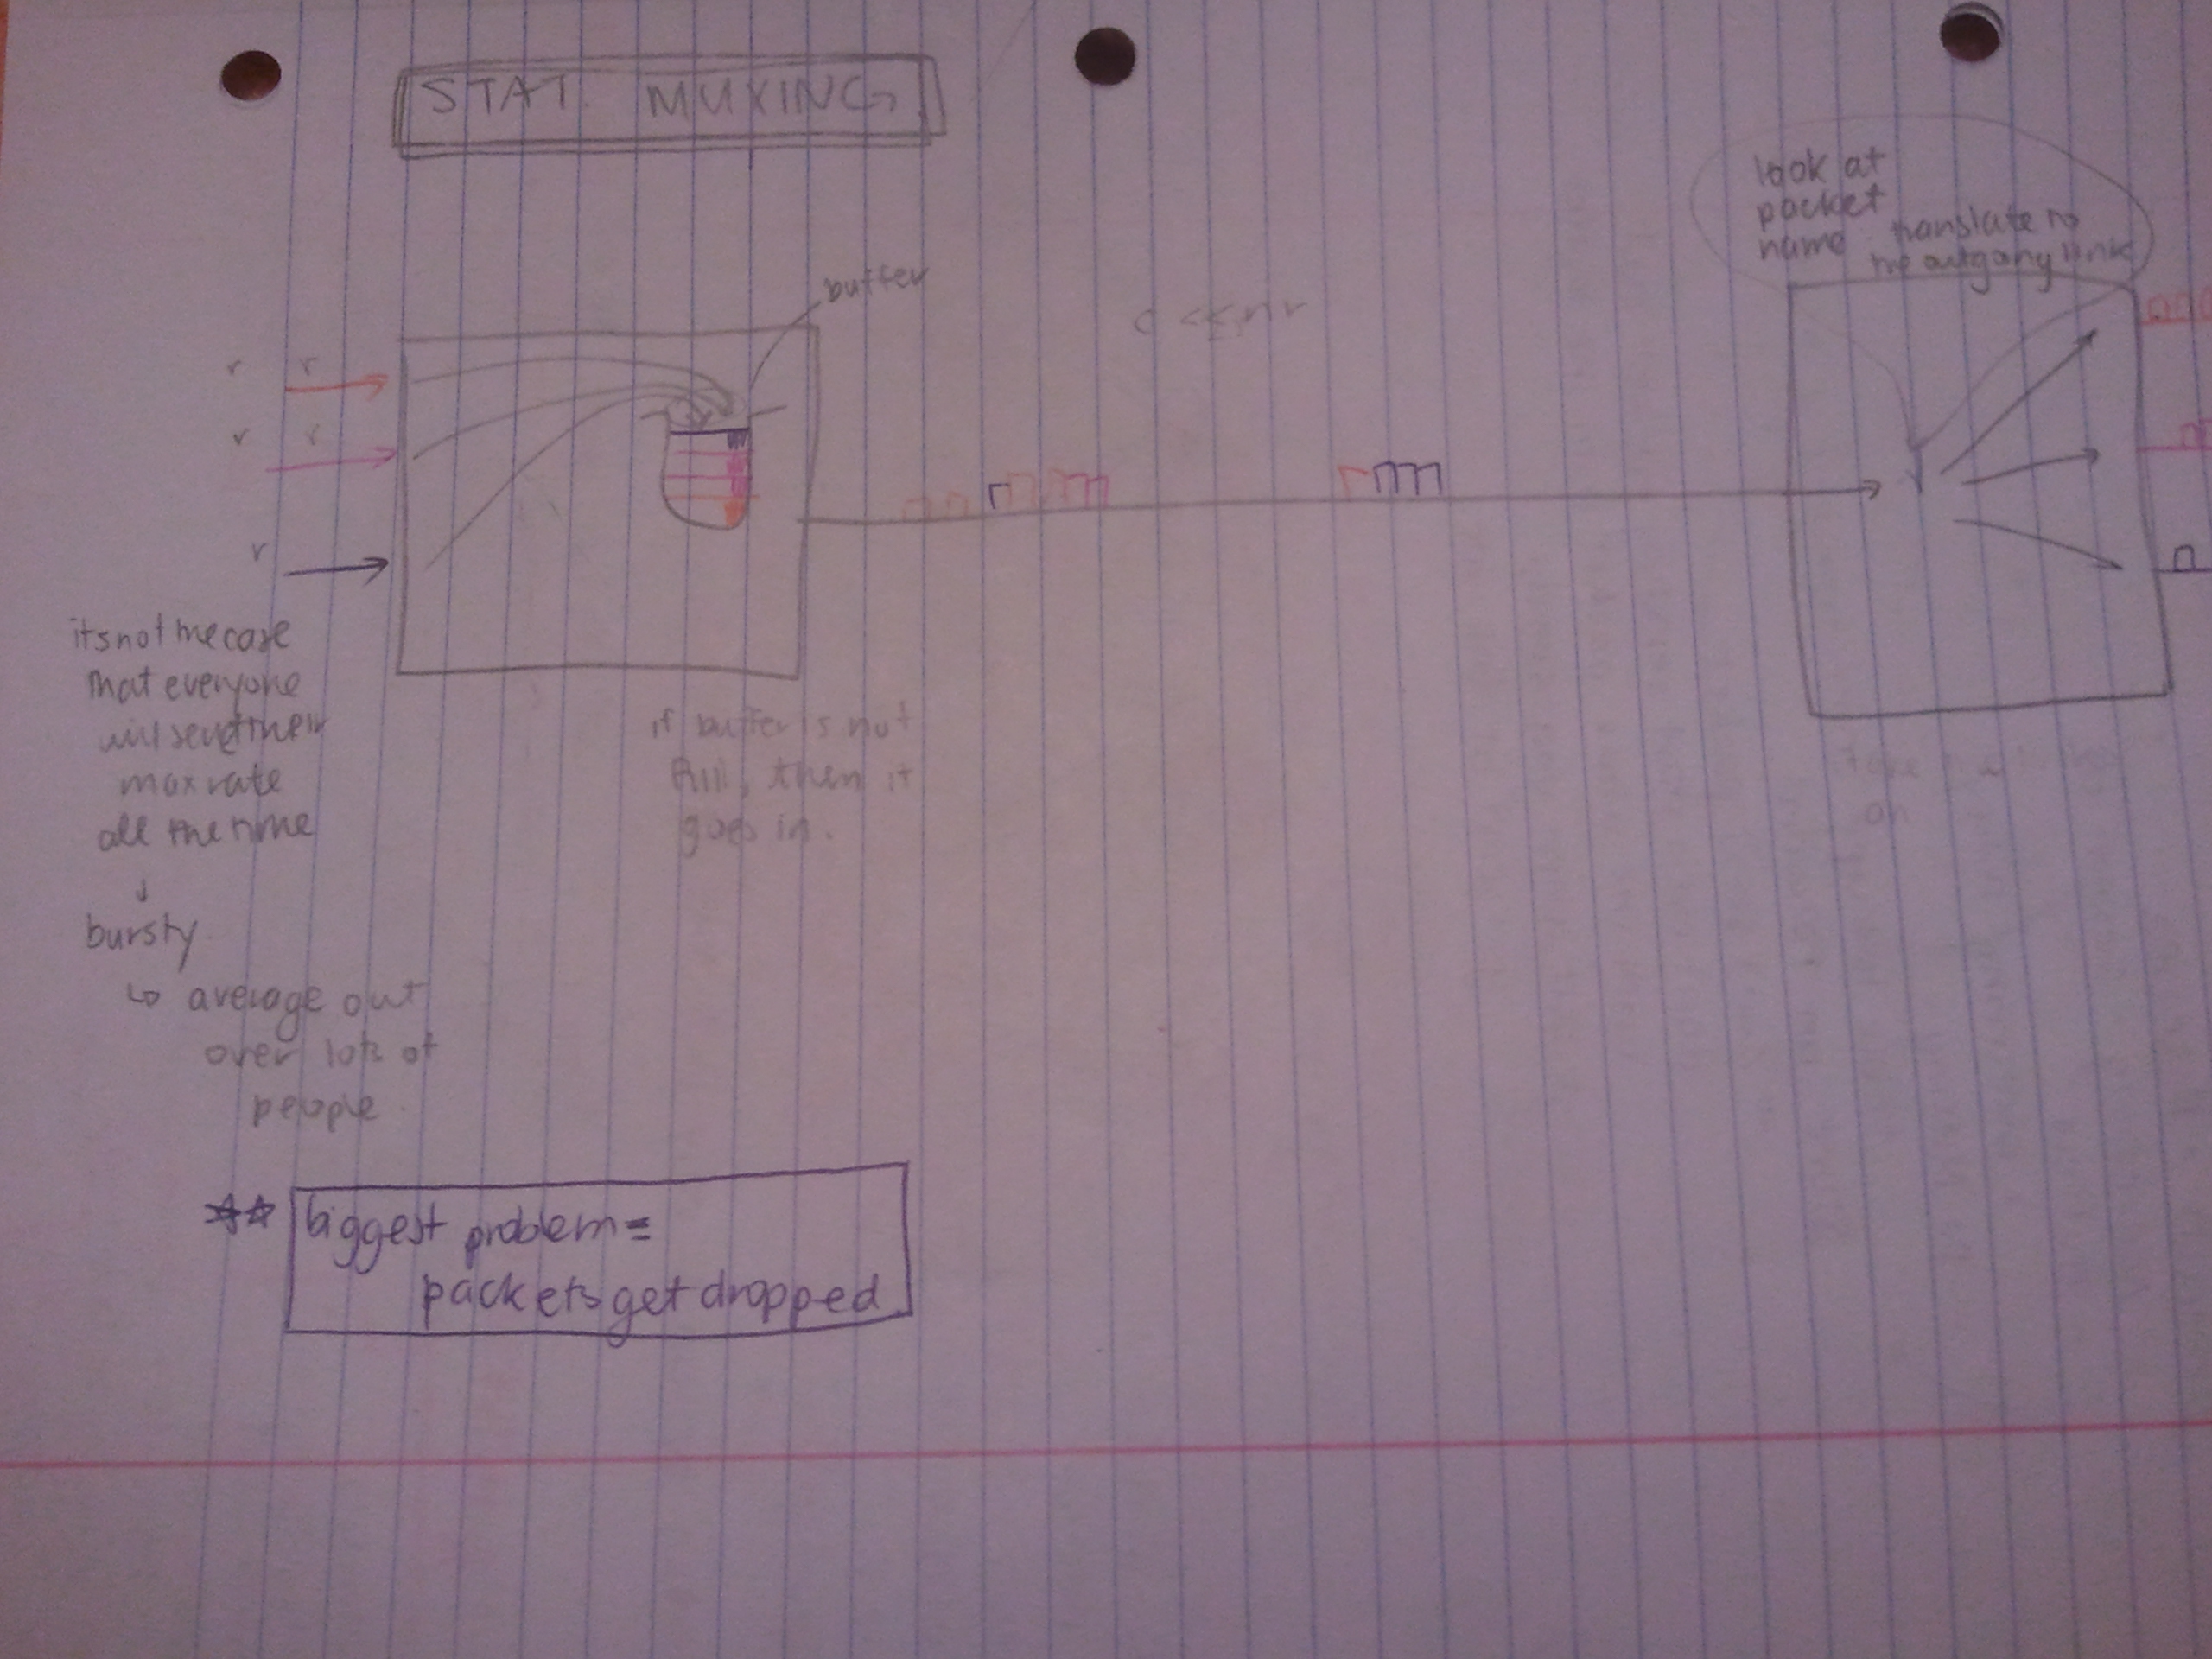 STAT. MUXING
look at
packet
name translate to
the outgoing link
buffer
r r
r r
r
its not the case
that everyone
will send their
max rate
all the time
if buffer is not
full, then it
goes in.
bursty
↳ average out
over lots of
people
biggest problem =
packets get dropped